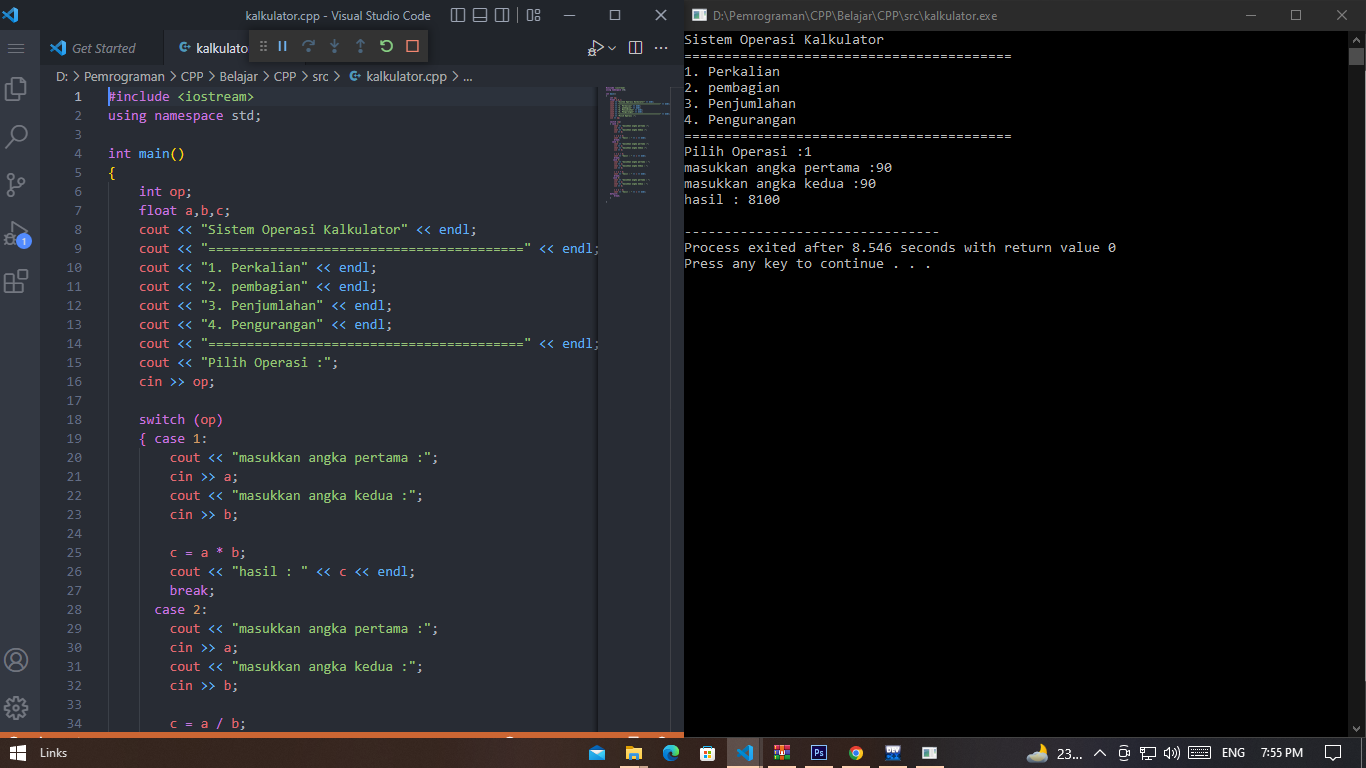 kalkulator.cpp - Visual Studio Code
Get Started
kalkulato
D: > Pemrograman > CPP > Belajar > CPP > src > kalkulator.cpp > ...
1 #include <iostream>
2 using namespace std;
3
4 int main()
5 {
6 int op;
7 float a,b,c;
8 cout << "Sistem Operasi Kalkulator" << endl;
9 cout << "=========================================" << endl;
10 cout << "1. Perkalian" << endl;
11 cout << "2. pembagian" << endl;
12 cout << "3. Penjumlahan" << endl;
13 cout << "4. Pengurangan" << endl;
14 cout << "=========================================" << endl;
15 cout << "Pilih Operasi :";
16 cin >> op;
17
18 switch (op)
19 { case 1:
20 cout << "masukkan angka pertama :";
21 cin >> a;
22 cout << "masukkan angka kedua :";
23 cin >> b;
24
25 c = a * b;
26 cout << "hasil : " << c << endl;
27 break;
28 case 2:
29 cout << "masukkan angka pertama :";
30 cin >> a;
31 cout << "masukkan angka kedua :";
32 cin >> b;
33
34 c = a / b;
1
D:\Pemrograman\CPP\Belajar\CPP\src\kalkulator.exe
Sistem Operasi Kalkulator
=========================================
1. Perkalian
2. pembagian
3. Penjumlahan
4. Pengurangan
=========================================
Pilih Operasi :1
masukkan angka pertama :90
masukkan angka kedua :90
hasil : 8100
--------------------------------
Process exited after 8.546 seconds with return value 0
Press any key to continue . . .
Links
Ps
DEV
23...
ENG
7:55 PM